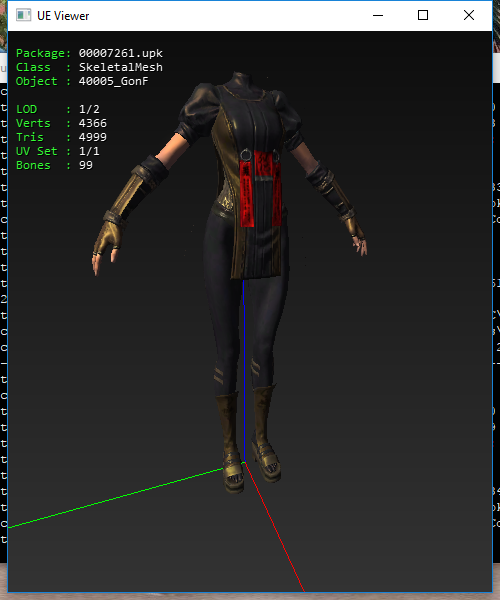 UE Viewer
Package: 00007261.upk
Class : SkeletalMesh
Object : 40005_GonF
LOD : 1/2
Verts : 4366
Tris : 4999
UV Set : 1/1
Bones : 99